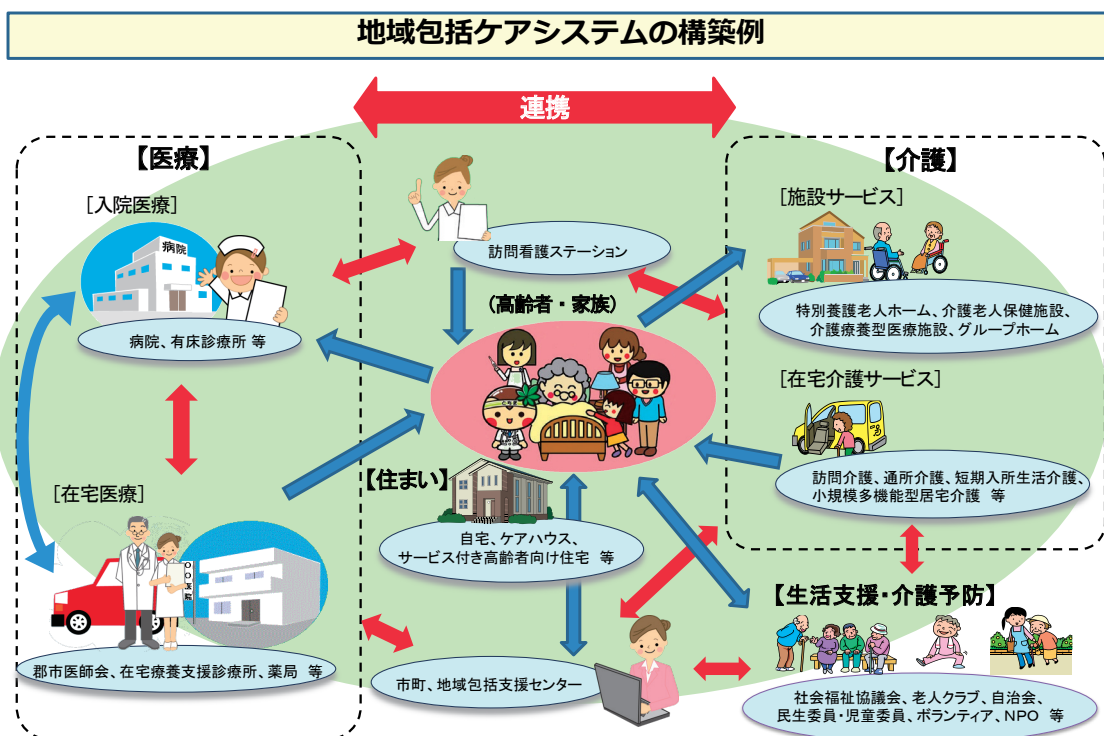 地域包括ケアシステムの構築例
連携
【医療】
[入院医療]
病院
病院、有床診療所 等
[在宅医療]
〇〇医院
郡市医師会、在宅療養支援診療所、薬局 等
訪問看護ステーション
(高齢者・家族)
とちまる
【住まい】
自宅、ケアハウス、
サービス付き高齢者向け住宅 等
市町、地域包括支援センター
【介護】
[施設サービス]
特別養護老人ホーム、介護老人保健施設、
介護療養型医療施設、グループホーム
[在宅介護サービス]
訪問介護、通所介護、短期入所生活介護、
小規模多機能型居宅介護 等
【生活支援・介護予防】
社会福祉協議会、老人クラブ、自治会、
民生委員・児童委員、ボランティア、NPO 等